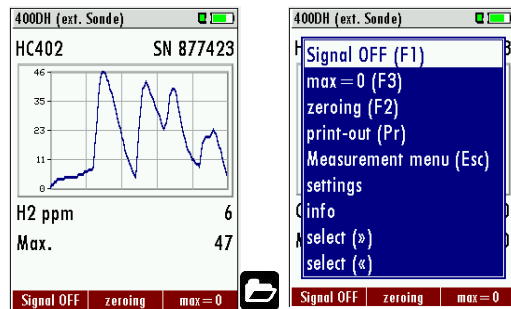 400DH (ext. Sonde)
HC402 SN 877423
46
35
23
11
0
H2 ppm 6
Max. 47
Signal OFF zeroing max=0
400DH (ext. Sonde)
Signal OFF (F1)
max=0 (F3)
zeroing (F2)
print-out (Pr)
Measurement menu (Esc)
settings
info
select (»)
select («)
Signal OFF zeroing max=0